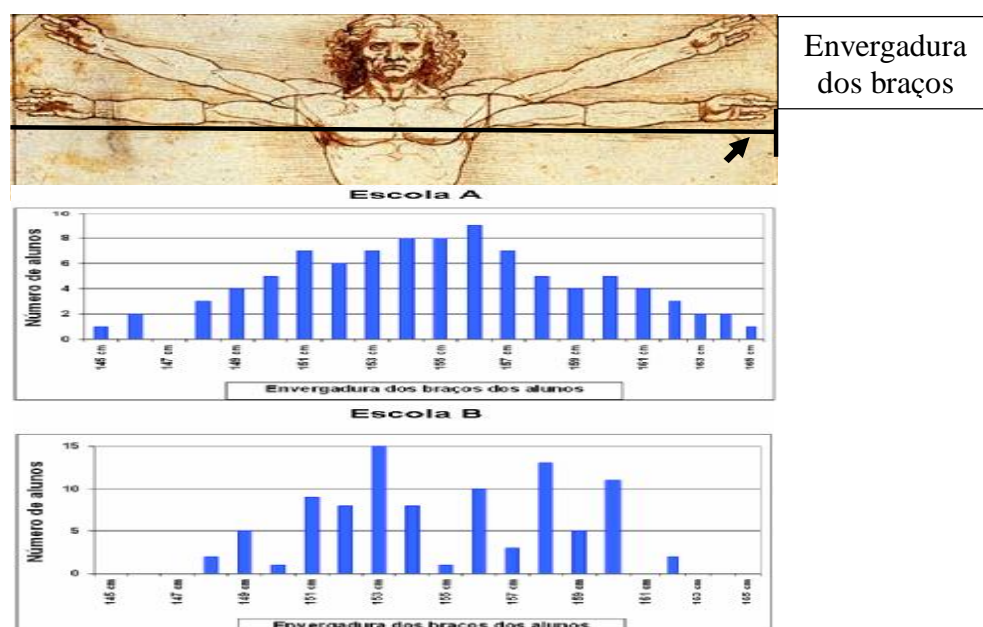 Envergadura
dos braços
Escola A
Número de alunos
10
8
6
4
2
0
145 cm
147 cm
149 cm
151 cm
153 cm
155 cm
157 cm
159 cm
161 cm
163 cm
165 cm
Envergadura dos braços dos alunos
Escola B
Número de alunos
15
10
5
0
145 cm
147 cm
149 cm
151 cm
153 cm
155 cm
157 cm
159 cm
161 cm
163 cm
165 cm
Envergadura dos braços dos alunos